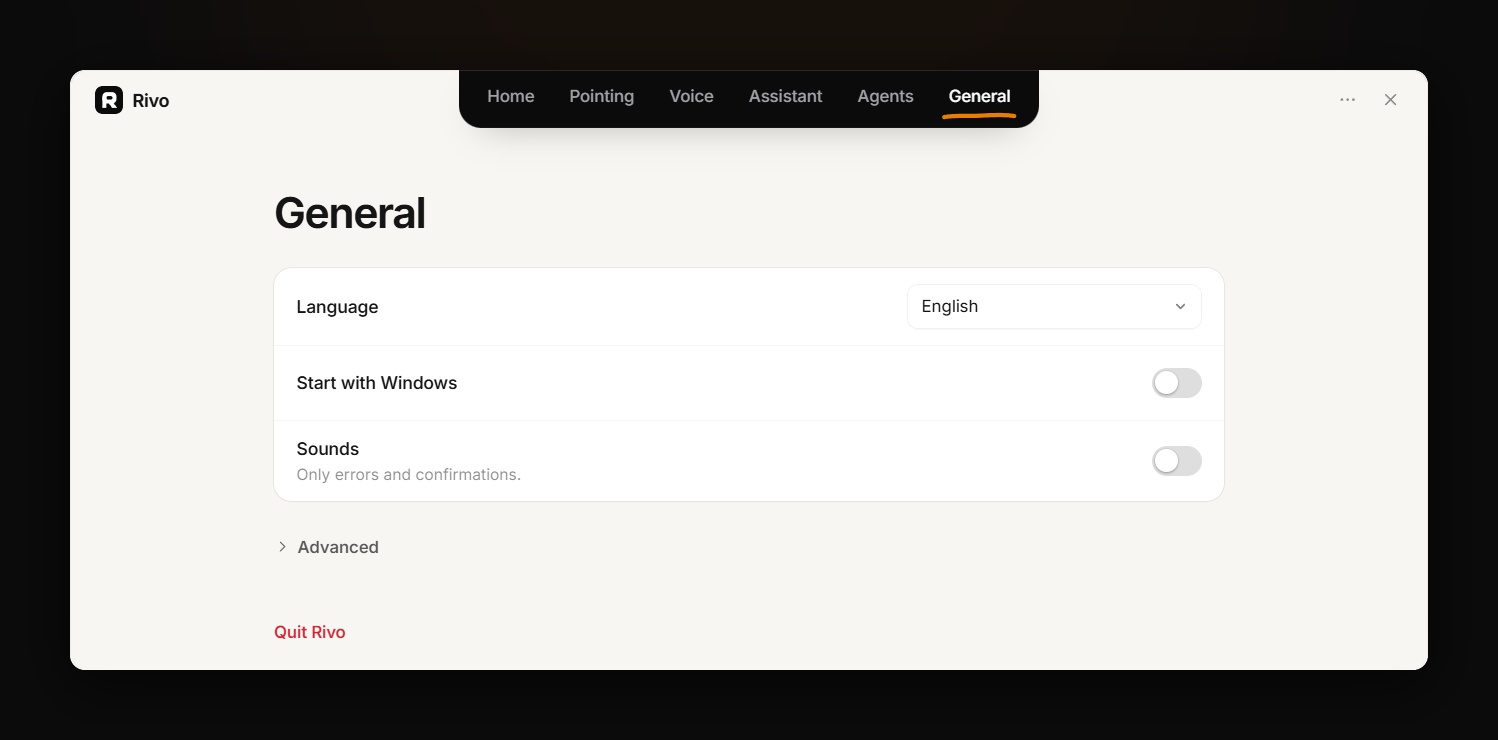 Rivo
Home Pointing Voice Assistant Agents General
General
Language English
Start with Windows
Sounds
Only errors and confirmations.
Advanced
Quit Rivo